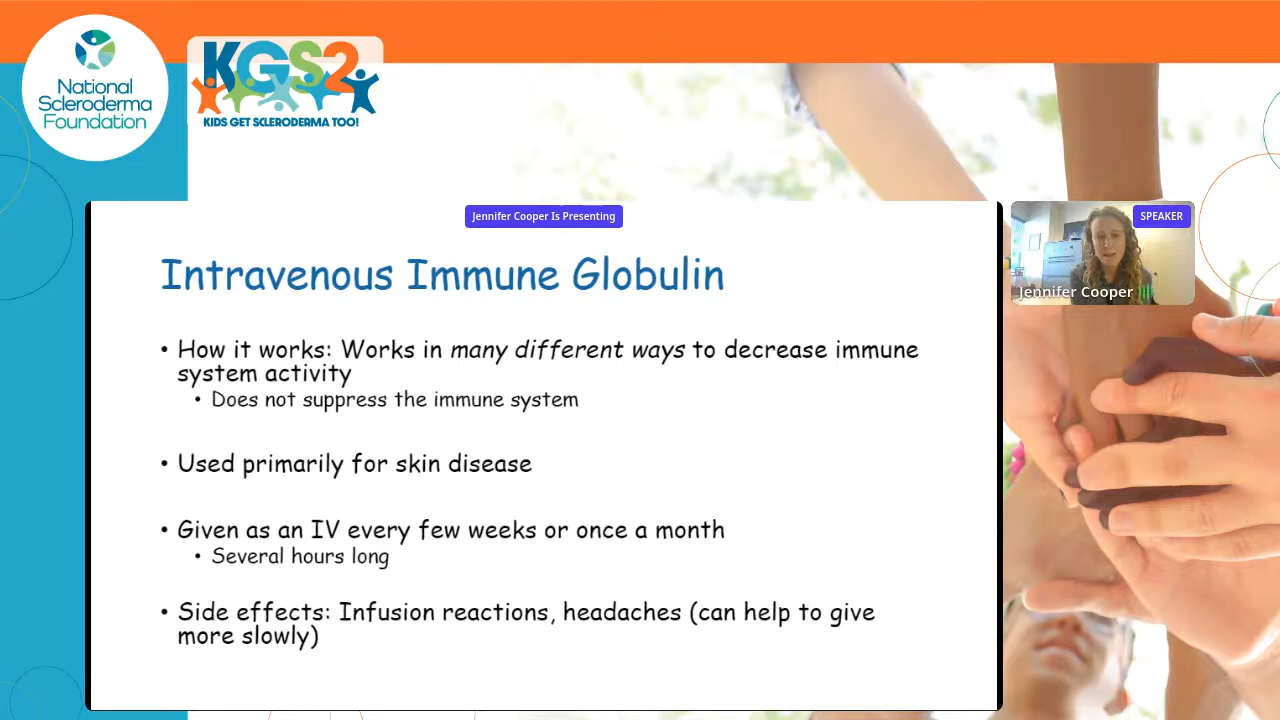 National
Scleroderma
Foundation
KGS2
KIDS GET SCLERODERMA TOO!
Jennifer Cooper Is Presenting
SPEAKER
Jennifer Cooper
Intravenous Immune Globulin
• How it works: Works in many different ways to decrease immune
system activity
• Does not suppress the immune system
• Used primarily for skin disease
• Given as an IV every few weeks or once a month
• Several hours long
• Side effects: Infusion reactions, headaches (can help to give
more slowly)